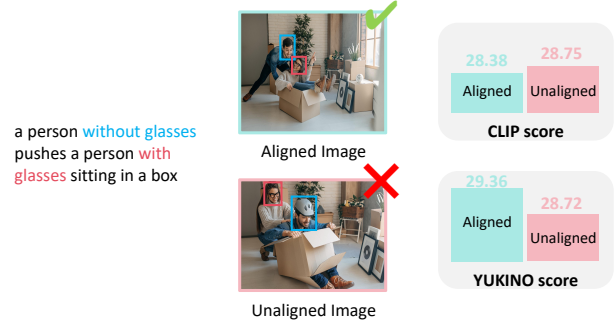 a person without glasses
pushes a person with
glasses sitting in a box
Aligned Image
Unaligned Image
28.38
28.75
Aligned
Unaligned
CLIP score
29.36
28.72
Aligned
Unaligned
YUKINO score